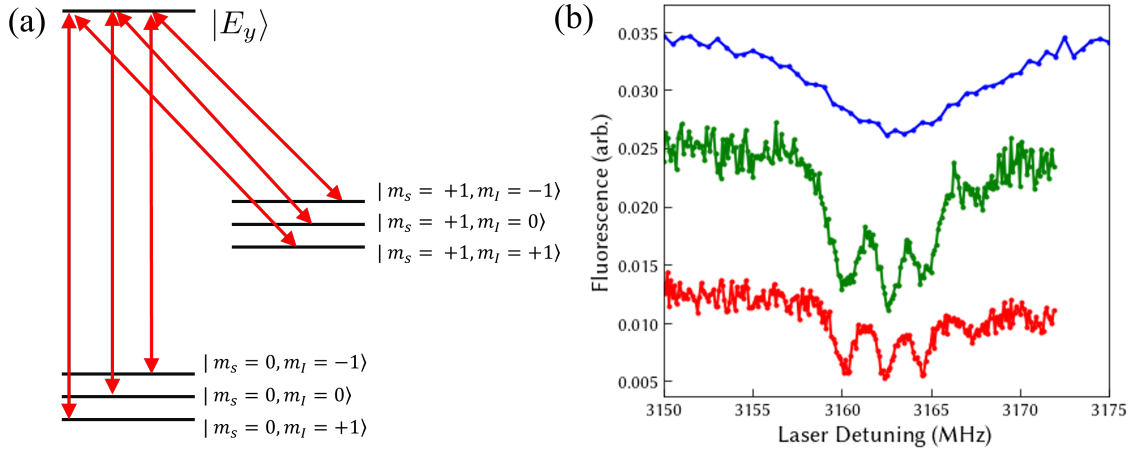 (a)
|E_y⟩
| m_s = +1, m_I = −1⟩
| m_s = +1, m_I = 0⟩
| m_s = +1, m_I = +1⟩
| m_s = 0, m_I = −1⟩
| m_s = 0, m_I = 0⟩
| m_s = 0, m_I = +1⟩
(b)
Fluorescence (arb.)
0.035
0.030
0.025
0.020
0.015
0.010
0.005
3150 3155 3160 3165 3170 3175
Laser Detuning (MHz)